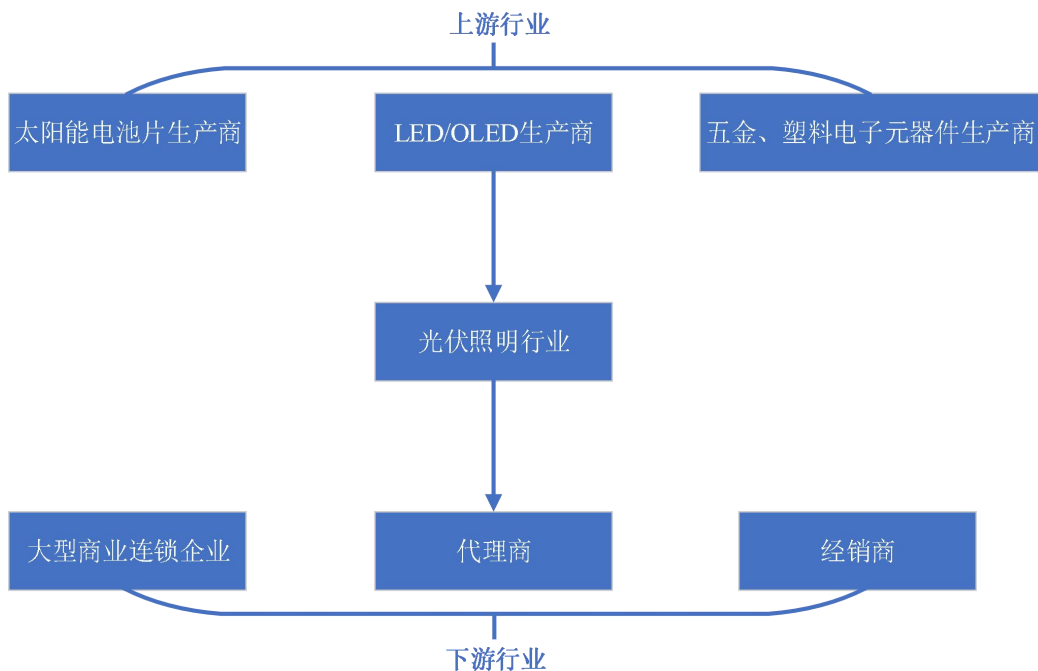 上游行业
太阳能电池片生产商
LED/OLED生产商
五金、塑料电子元器件生产商
光伏照明行业
大型商业连锁企业
代理商
经销商
下游行业